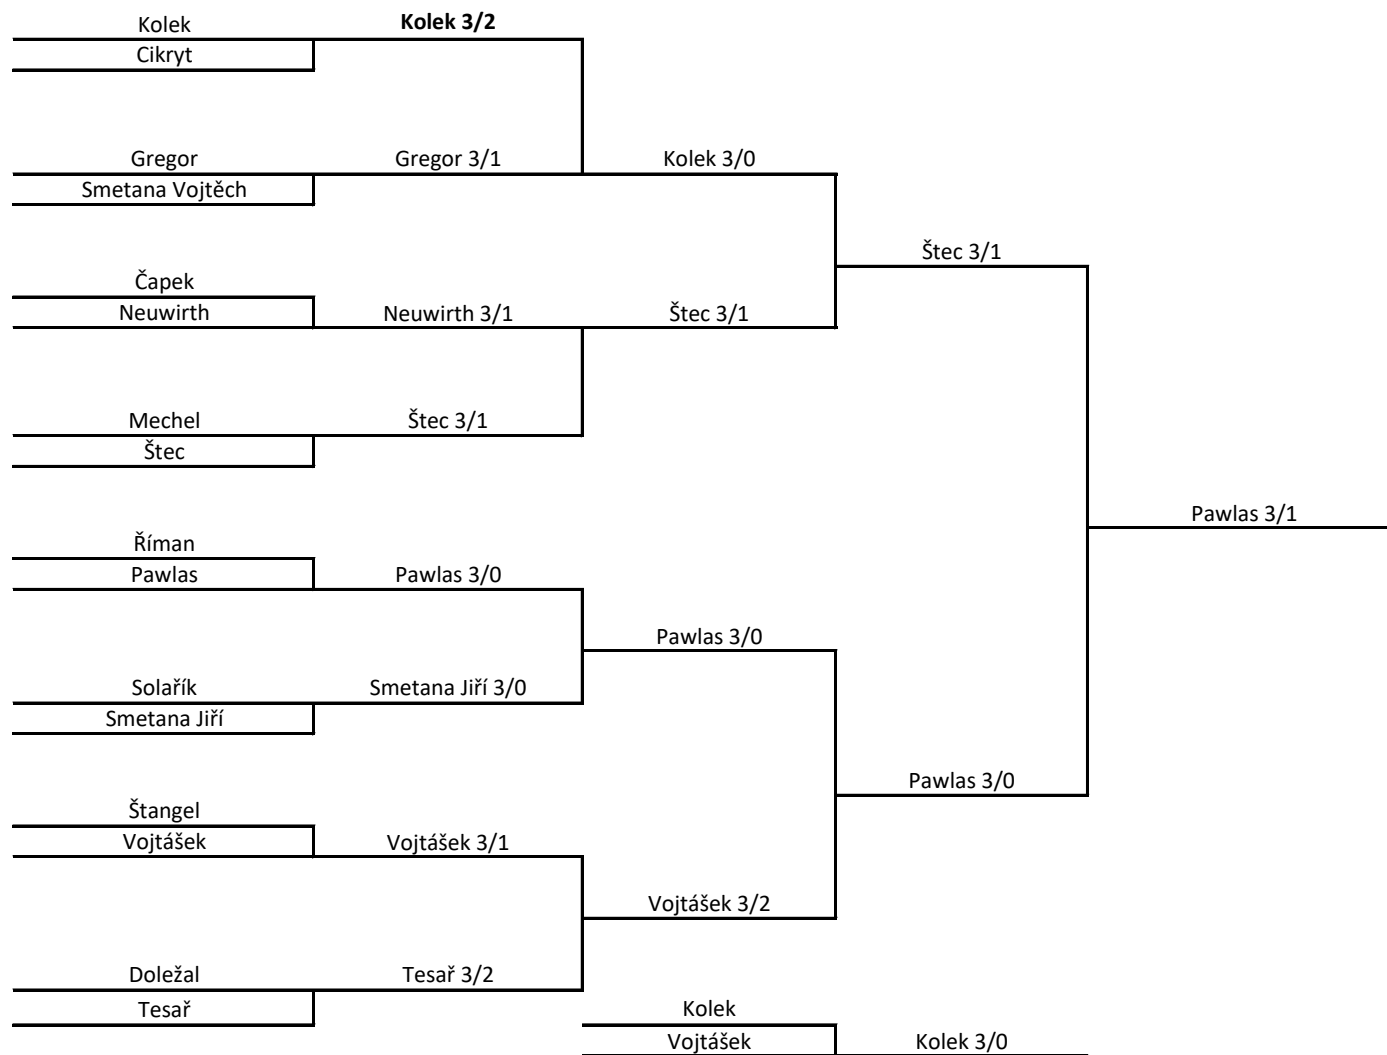 Kolek
Kolek 3/2
Cikryt
Gregor
Gregor 3/1
Kolek 3/0
Smetana Vojtěch
Štec 3/1
Čapek
Neuwirth
Neuwirth 3/1
Štec 3/1
Mechel
Štec 3/1
Štec
Pawlas 3/1
Říman
Pawlas
Pawlas 3/0
Pawlas 3/0
Solařík
Smetana Jiří 3/0
Smetana Jiří
Pawlas 3/0
Štangel
Vojtášek
Vojtášek 3/1
Vojtášek 3/2
Doležal
Tesař 3/2
Tesař
Kolek
Vojtášek
Kolek 3/0